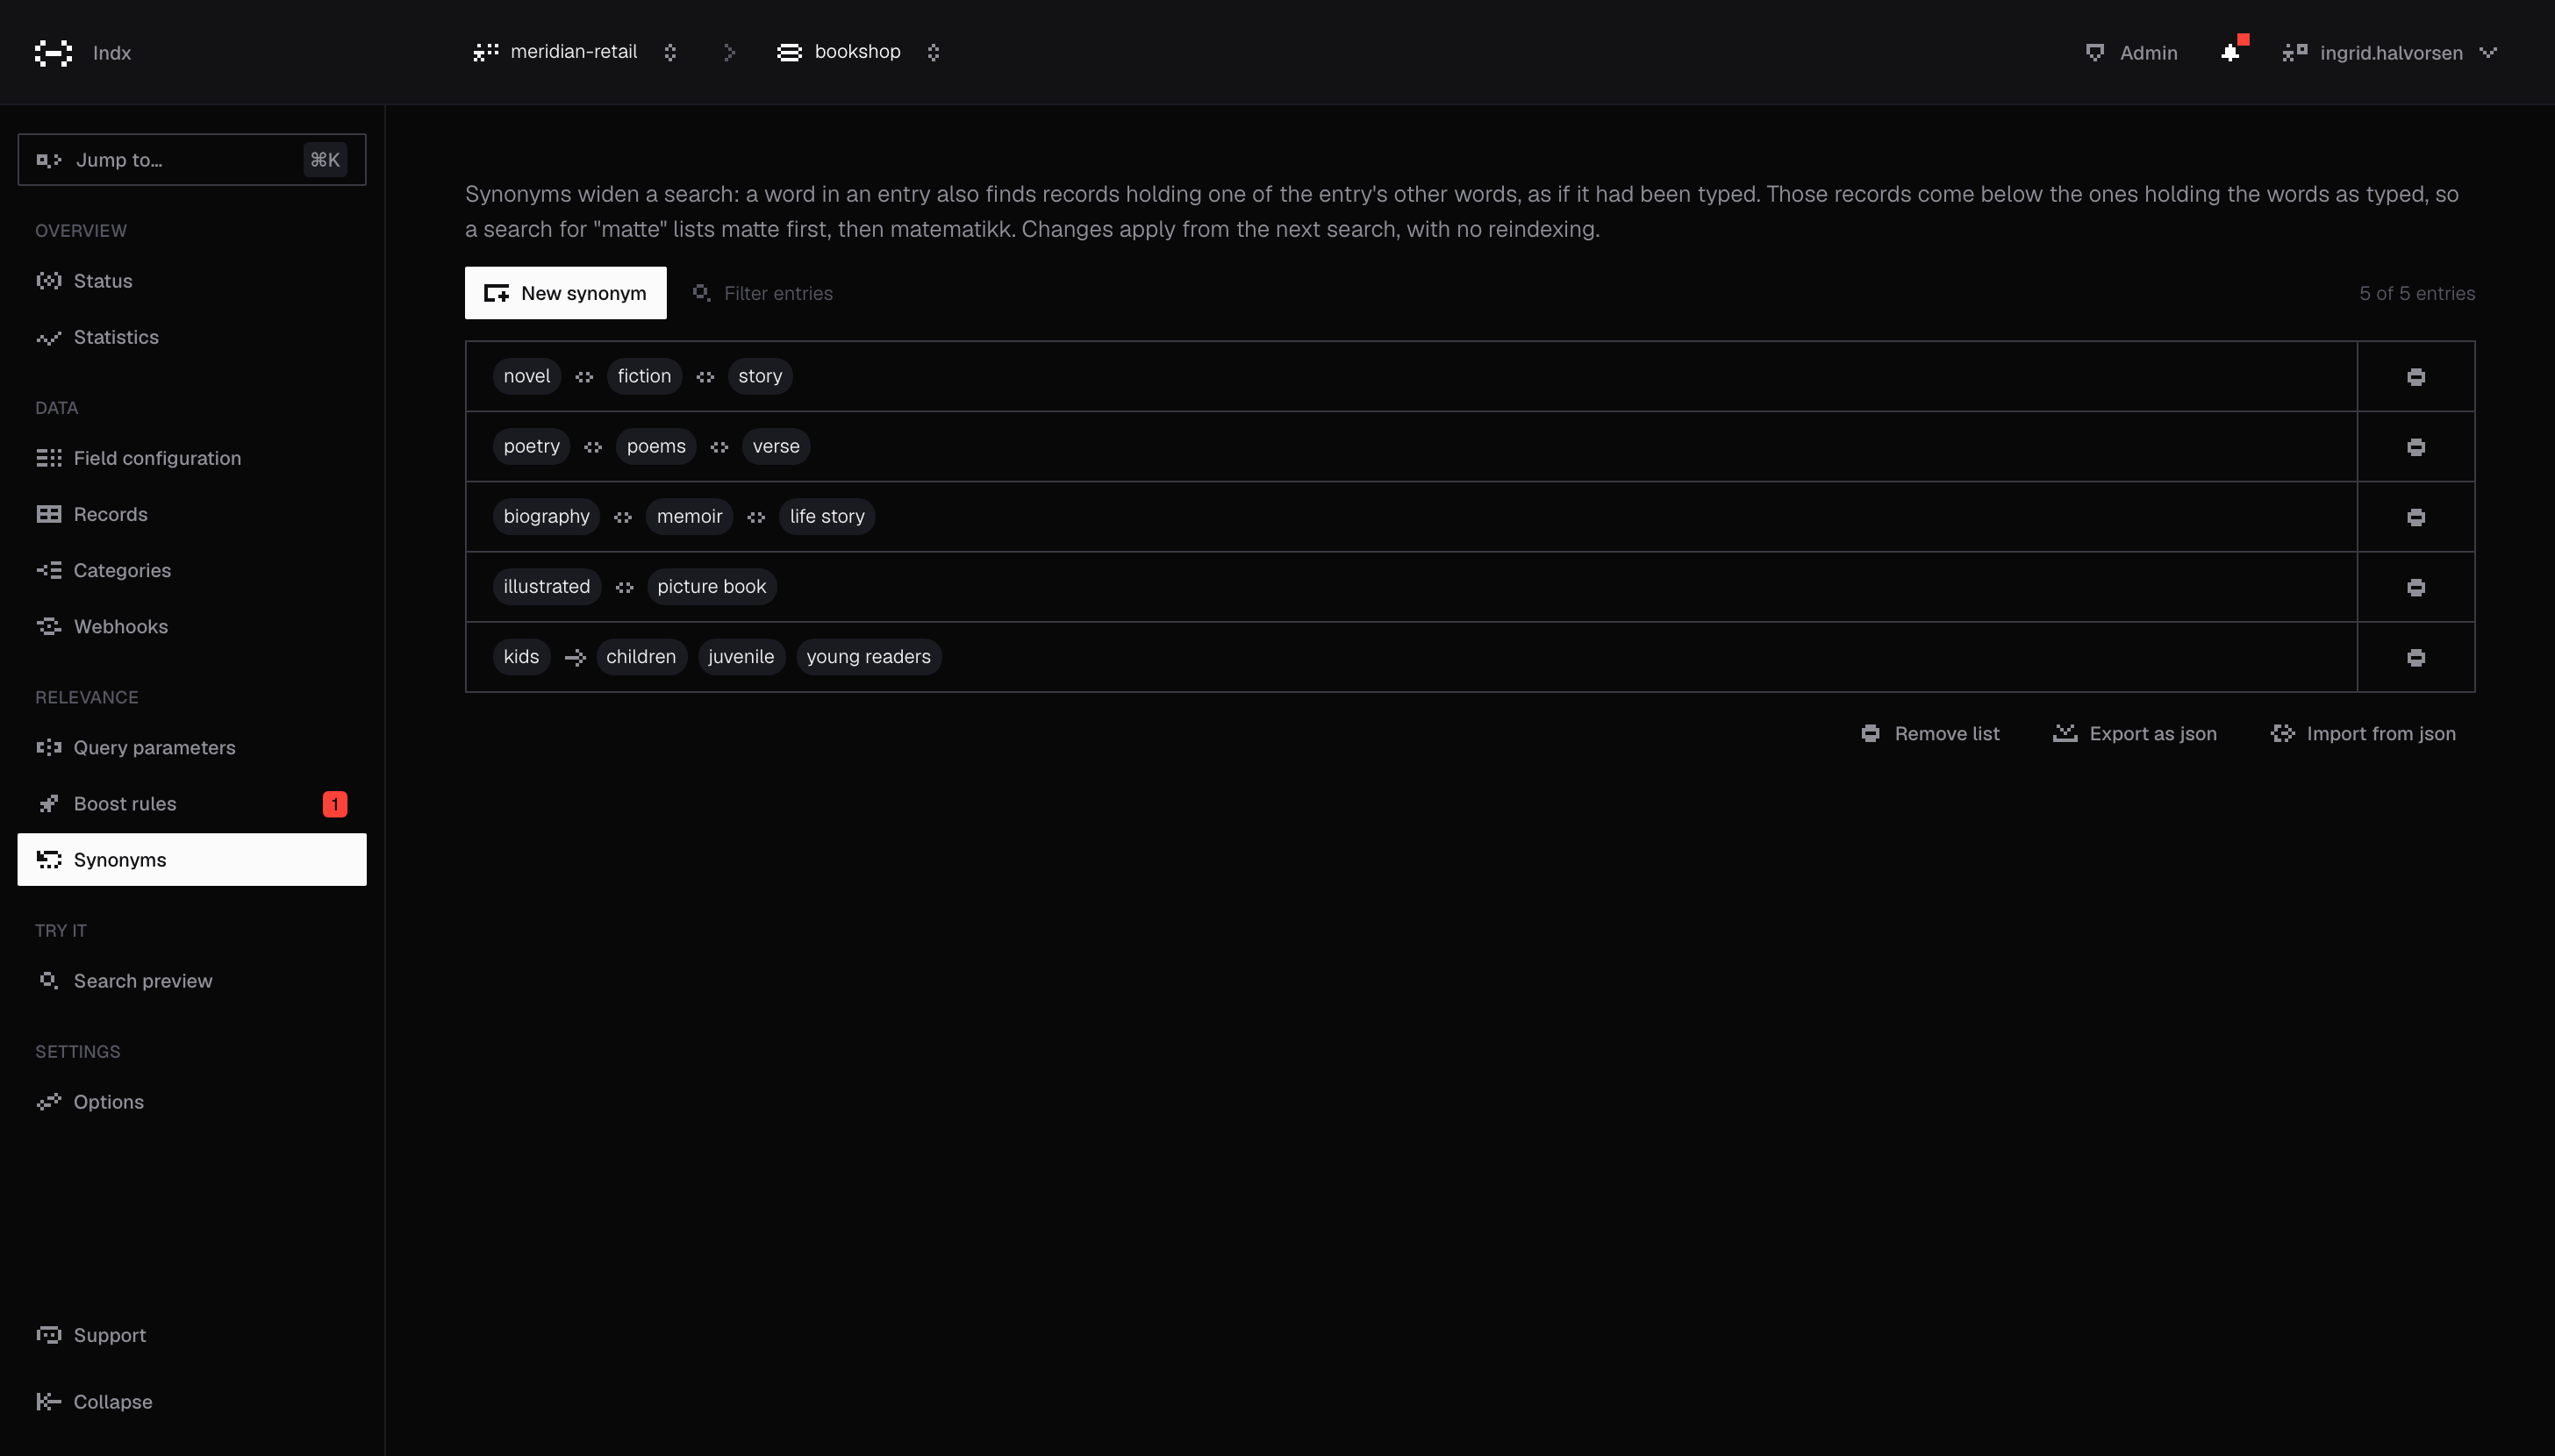 Indx
meridian-retail
bookshop
Admin
ingrid.halvorsen
Jump to...
⌘K
OVERVIEW
Status
Statistics
DATA
Field configuration
Records
Categories
Webhooks
RELEVANCE
Query parameters
Boost rules
1
Synonyms
TRY IT
Search preview
SETTINGS
Options
Support
Collapse
Synonyms widen a search: a word in an entry also finds records holding one of the entry's other words, as if it had been typed. Those records come below the ones holding the words as typed, so
a search for "matte" lists matte first, then matematikk. Changes apply from the next search, with no reindexing.
New synonym
Filter entries
5 of 5 entries
novel fiction story
poetry poems verse
biography memoir life story
illustrated picture book
kids children juvenile young readers
Remove list
Export as json
Import from json